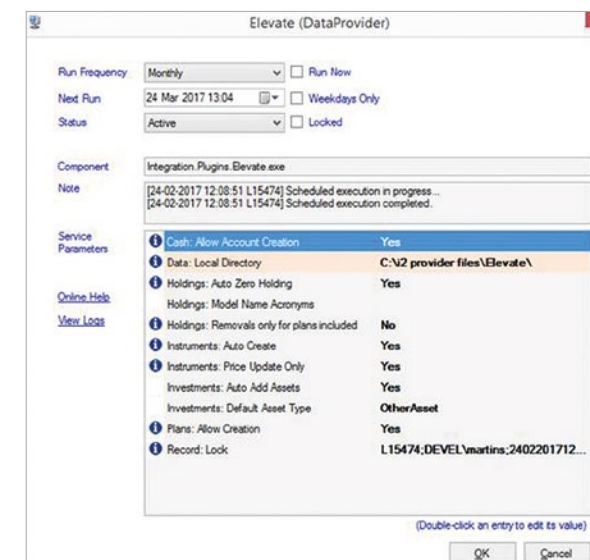 Elevate (DataProvider)
Run Frequency Monthly Run Now
Next Run 24 Mar 2017 13:04 Weekdays Only
Status Active Locked
Component Integration.Plugins.Elevate.exe
Note [24-02-2017 12:08:51 L15474] Scheduled execution in progress...
[24-02-2017 12:08:51 L15474] Scheduled execution completed.
Service Parameters
Cash: Allow Account Creation Yes
Data: Local Directory C:\i2 provider files\Elevate\
Holdings: Auto Zero Holding Yes
Online Help
Holdings: Model Name Acronyms
View Logs
Holdings: Removals only for plans included No
Instruments: Auto Create Yes
Instruments: Price Update Only Yes
Investments: Auto Add Assets Yes
Investments: Default Asset Type OtherAsset
Plans: Allow Creation Yes
Record: Lock L15474;DEVEL\martins;2402201712...
(Double-click an entry to edit its value)
OK Cancel